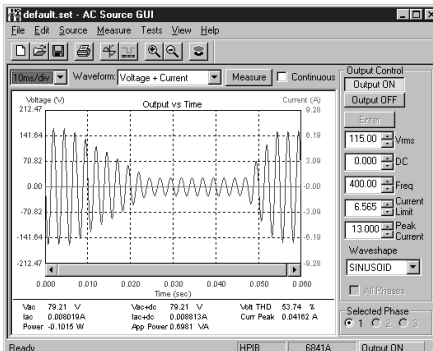 default.set - AC Source GUI
File Edit Source Measure Tests View Help
10ms/div Waveform: Voltage + Current Measure Continuous
Output Control
Output ON
Output OFF
Enter
115.00 Vrms
0.000 DC
400.00 Freq
6.565 Current Limit
13.000 Peak Current
Waveshape
SINUSOID
All Phases
Selected Phase
1 2 3
Voltage (V) Output vs Time Current (A)
212.47 9.28
141.64 6.19
70.82 3.09
0.00 -0.00
-70.82 -3.09
-141.64 -6.19
-212.47 -9.28
0.000 0.010 0.020 0.030 0.040 0.050 0.060
Time (sec)
Vac 79.21 V Vac+dc 79.21 V Volt THD 53.74 %
Iac 0.008019A Iac+dc 0.008813A Curr Peak 0.04162 A
Power -0.1015 W App Power 0.6981 VA
Ready HPIB 6841A Output ON